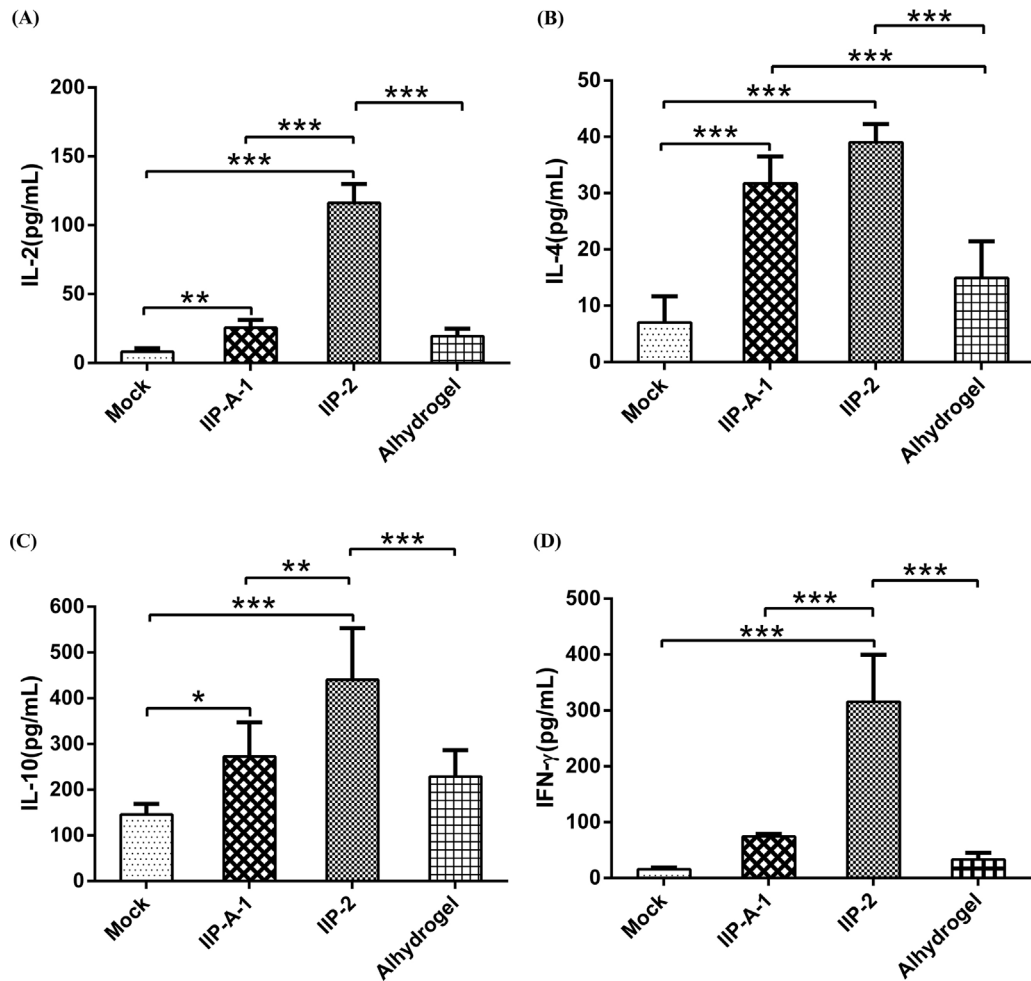 (A)
IL-2(pg/mL)
200
150
100
50
0
***
***
***
**
Mock
IIP-A-1
IIP-2
Alhydrogel
(B)
IL-4(pg/mL)
50
40
30
20
10
0
***
***
***
***
Mock
IIP-A-1
IIP-2
Alhydrogel
(C)
IL-10(pg/mL)
600
500
400
300
200
100
0
***
**
***
*
Mock
IIP-A-1
IIP-2
Alhydrogel
(D)
IFN-γ(pg/mL)
500
400
300
200
100
0
***
***
***
Mock
IIP-A-1
IIP-2
Alhydrogel